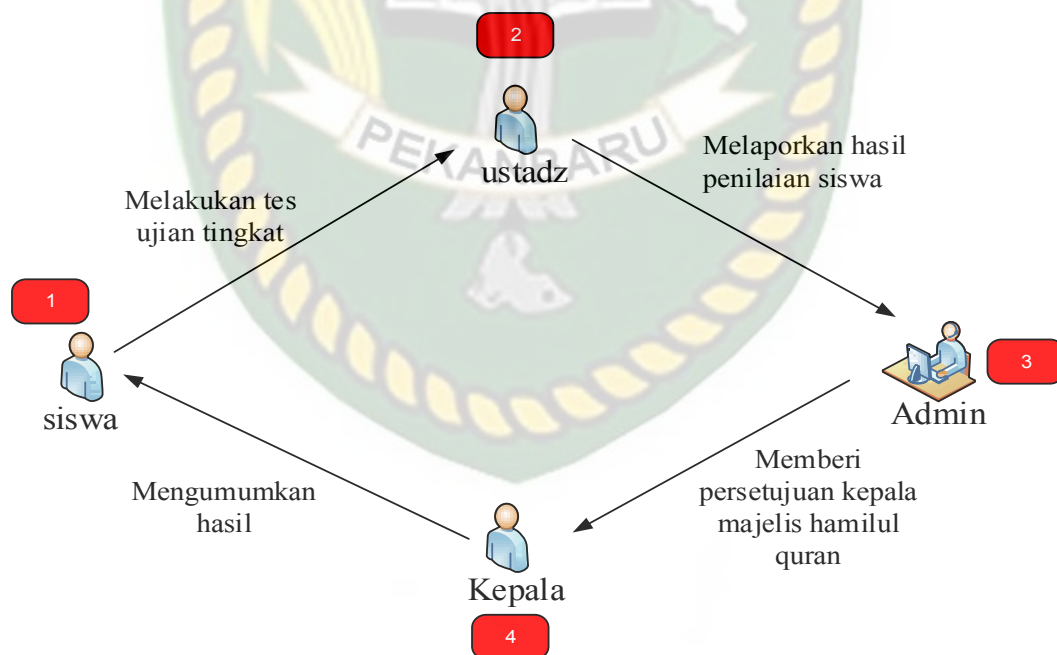 2
PEKANBARU
ustadz
Melaporkan hasil
penilaian siswa
Melakukan tes
ujian tingkat
1
siswa
3
Admin
Mengumumkan
hasil
Memberi
persetujuan kepala
majelis hamilul
quran
Kepala
4